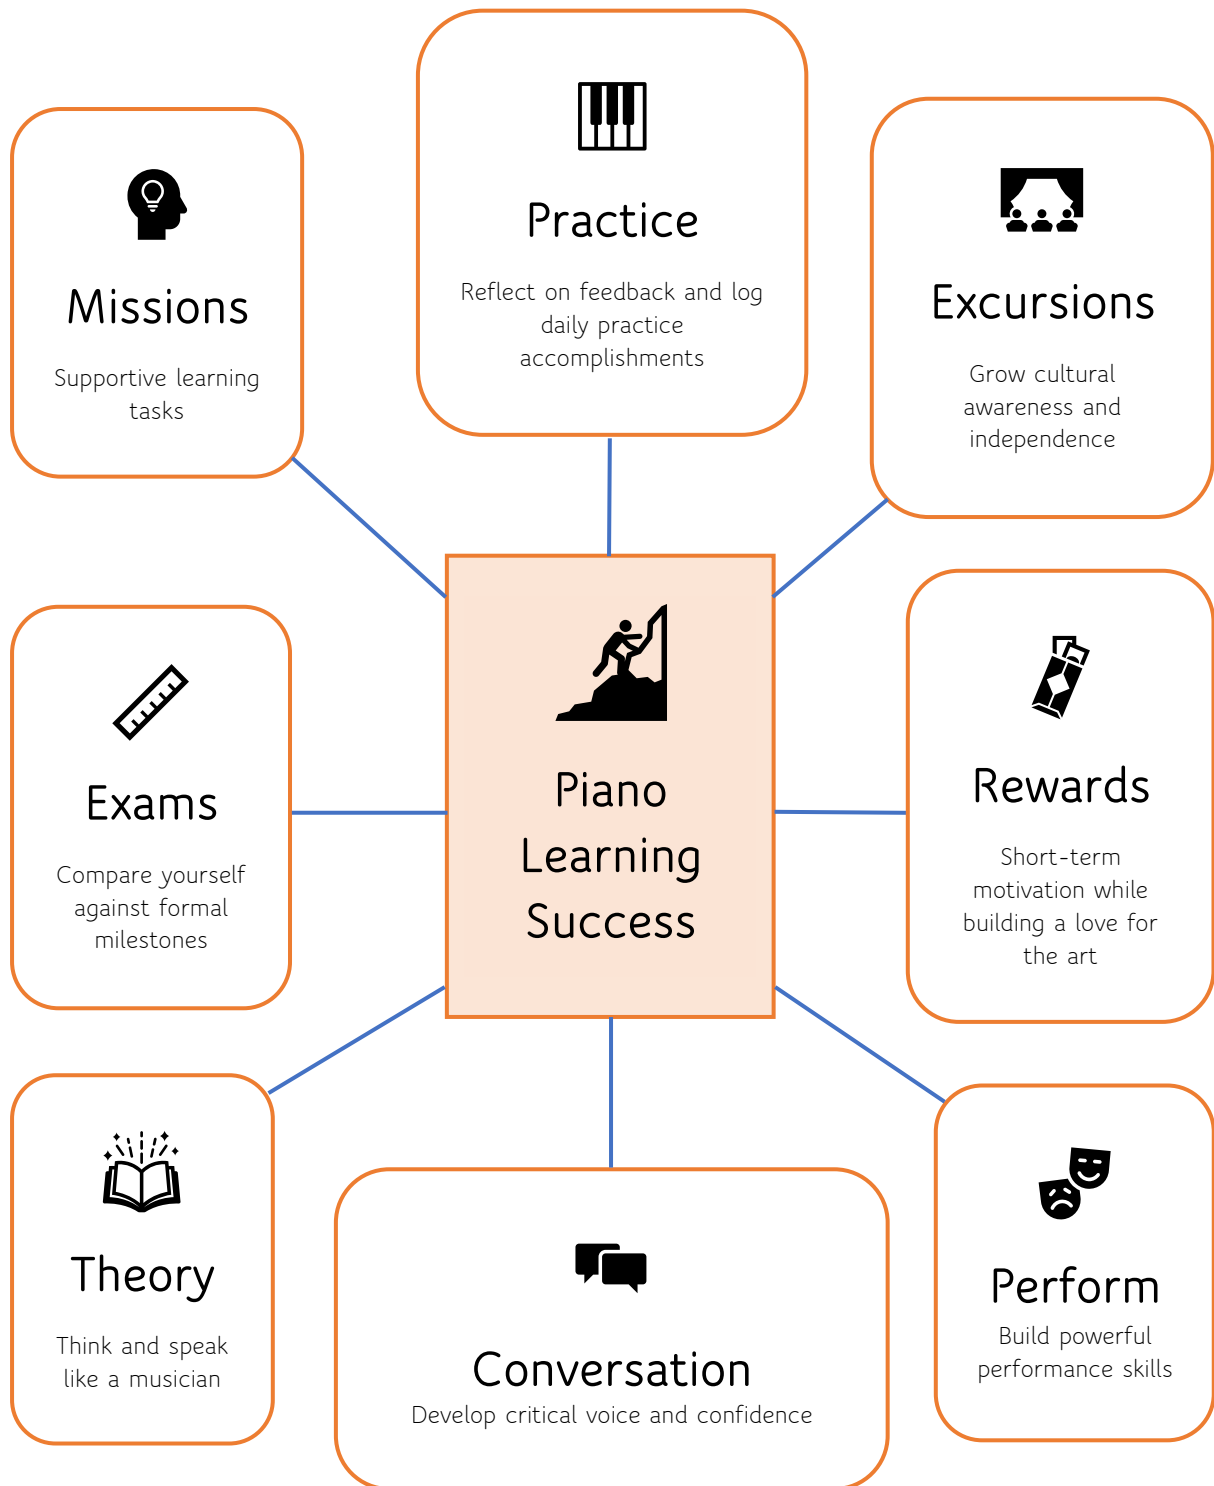 Practice
Reflect on feedback and log
daily practice
accomplishments
Missions
Supportive learning
tasks
Excursions
Grow cultural
awareness and
independence
Exams
Compare yourself
against formal
milestones
Piano
Learning
Success
Rewards
Short-term
motivation while
building a love for
the art
Theory
Think and speak
like a musician
Conversation
Develop critical voice and confidence
Perform
Build powerful
performance skills